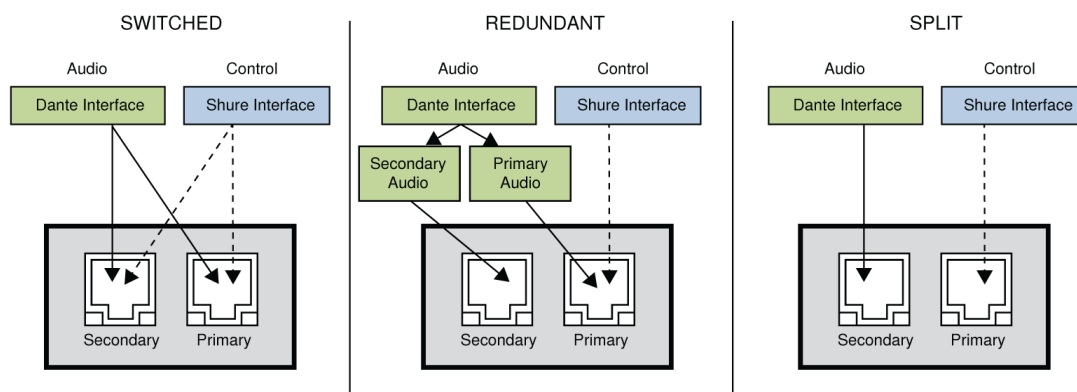 SWITCHED
Audio
Control
Dante Interface
Shure Interface
Secondary
Primary
REDUNDANT
Audio
Control
Dante Interface
Shure Interface
Secondary
Audio
Primary
Audio
Secondary
Primary
SPLIT
Audio
Control
Dante Interface
Shure Interface
Secondary
Primary